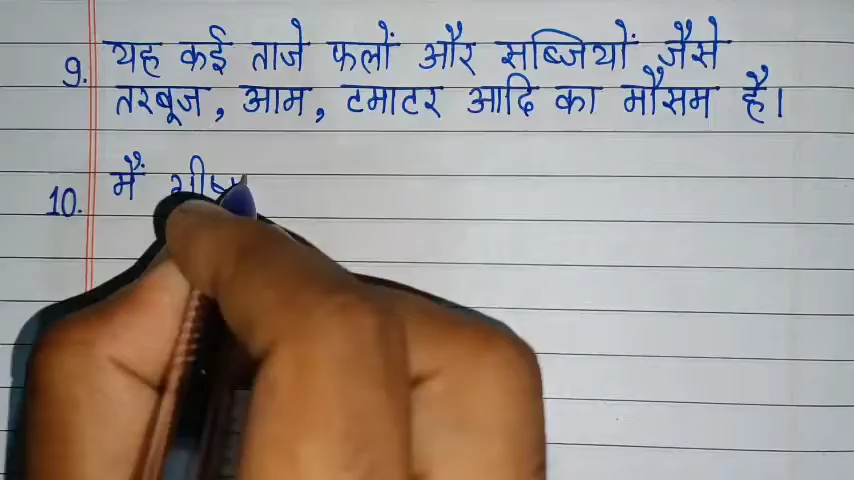 9. यह कई ताजे फलों और सब्जियों जैसे
तरबूज, आम, टमाटर आदि का मौसम है।
10. मैं